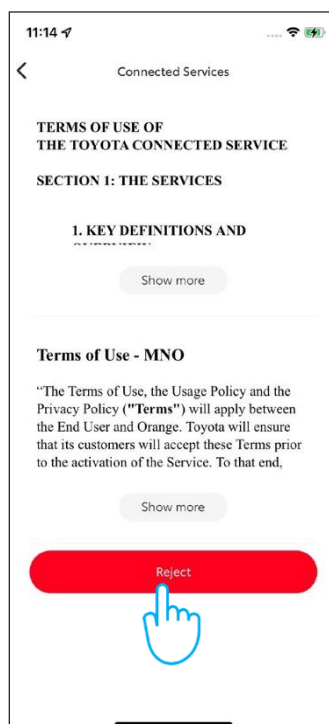 11:14
Connected Services
TERMS OF USE OF
THE TOYOTA CONNECTED SERVICE
SECTION 1: THE SERVICES
1. KEY DEFINITIONS AND
Show more
Terms of Use - MNO
“The Terms of Use, the Usage Policy and the
Privacy Policy ("Terms") will apply between
the End User and Orange. Toyota will ensure
that its customers will accept these Terms prior
to the activation of the Service. To that end,
Show more
Reject